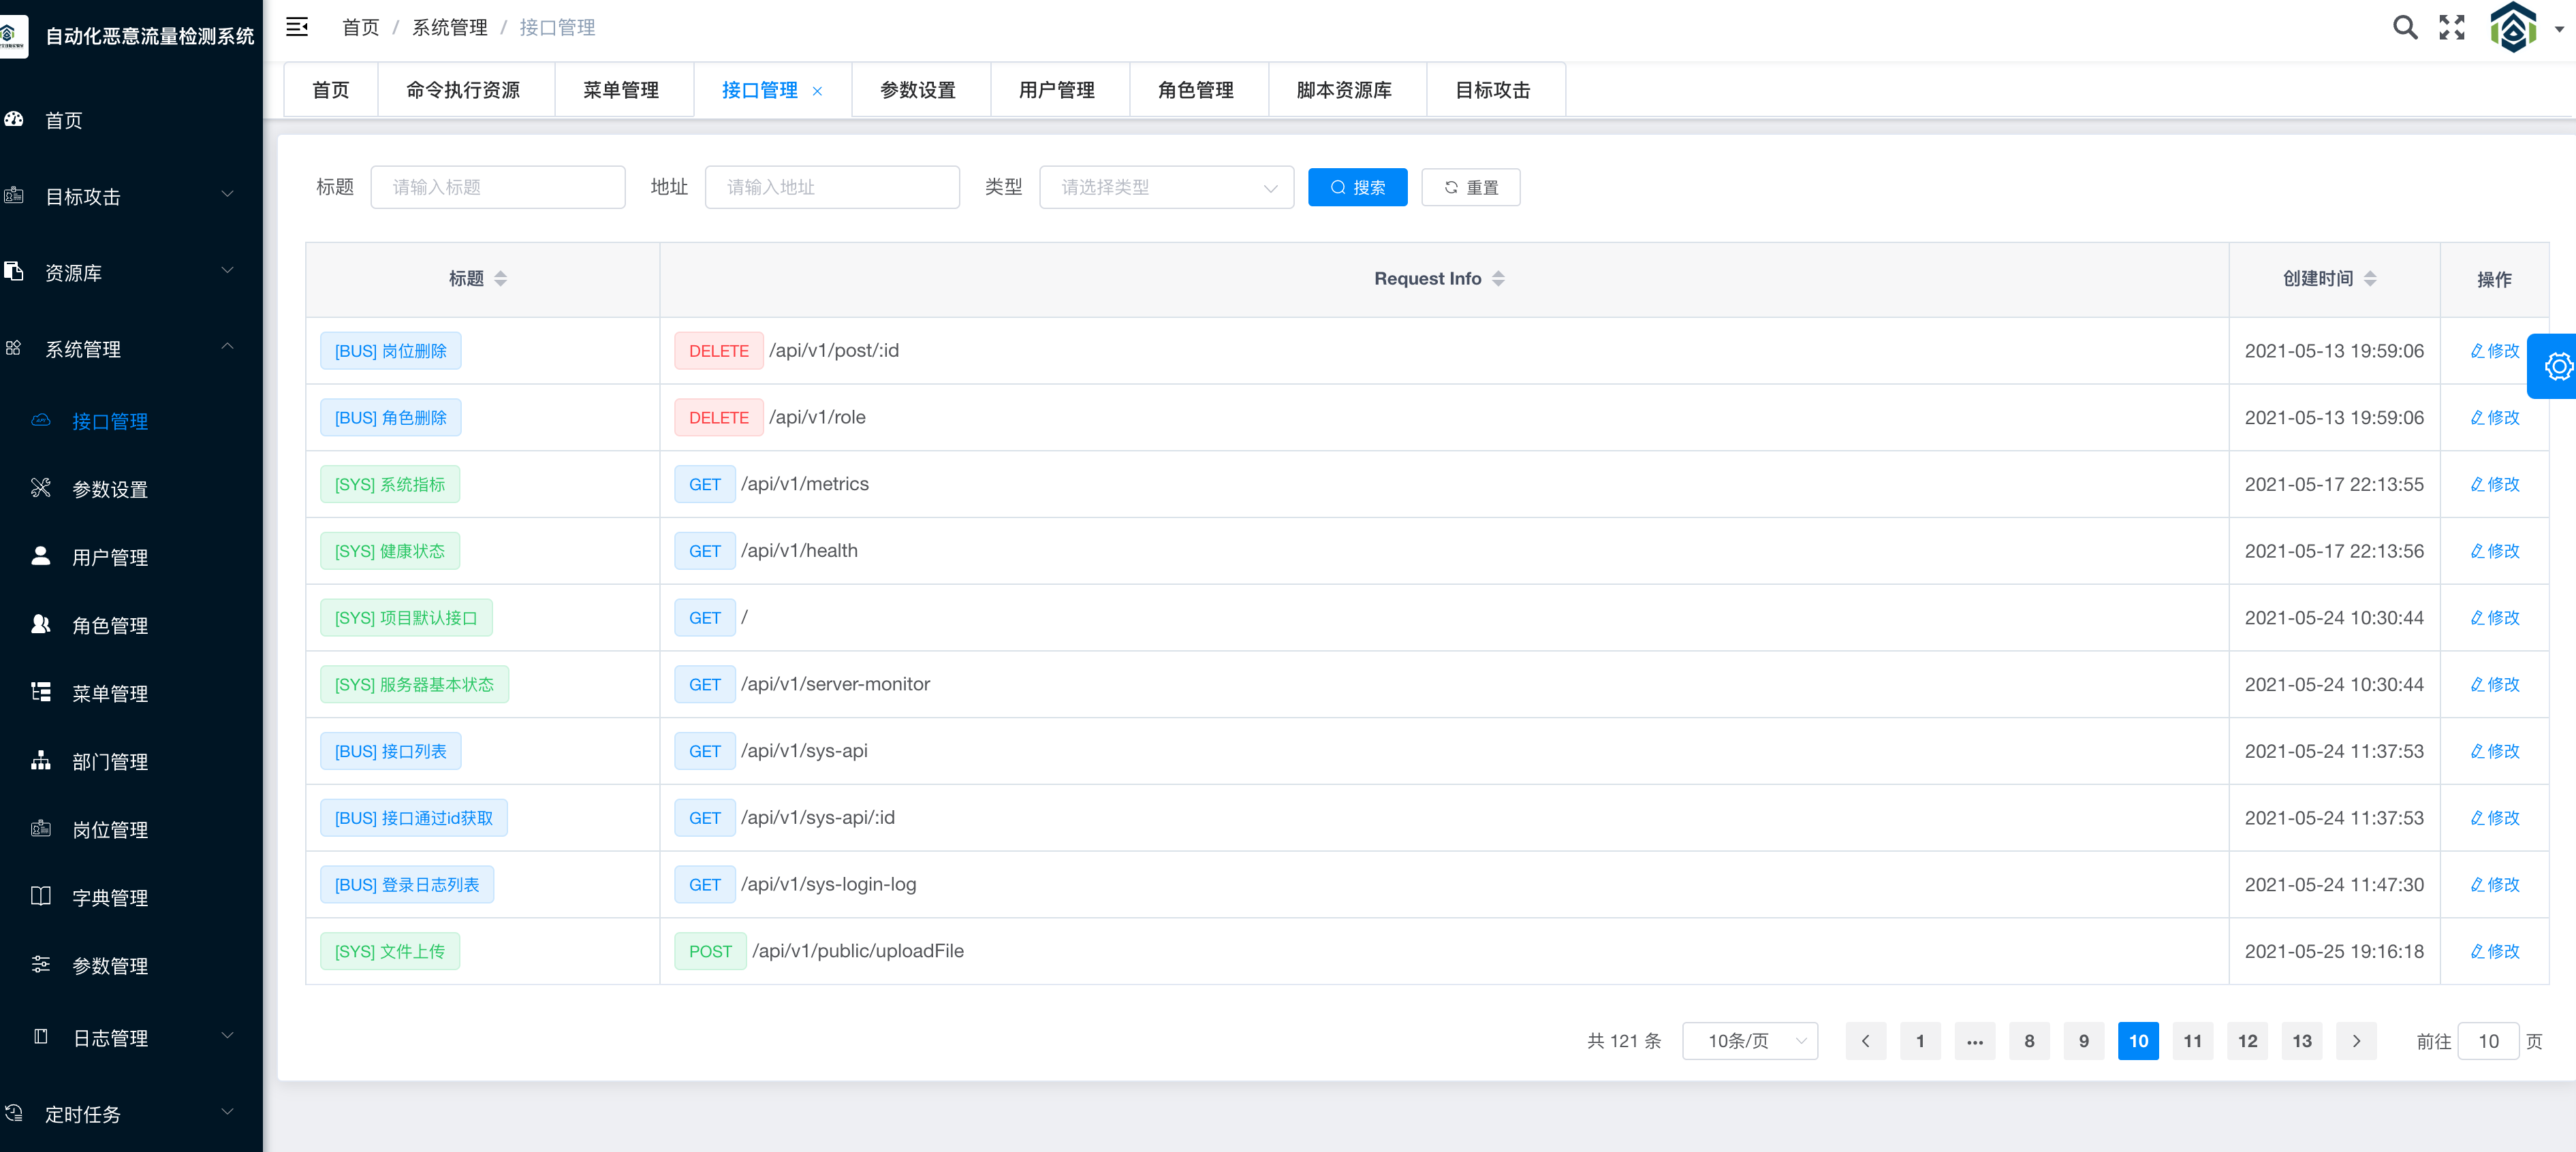 自动化恶意流量检测系统
首页
目标攻击
资源库
系统管理
接口管理
参数设置
用户管理
角色管理
菜单管理
部门管理
岗位管理
字典管理
参数管理
日志管理
定时任务
首页 / 系统管理 / 接口管理
首页 命令执行资源 菜单管理 接口管理 × 参数设置 用户管理 角色管理 脚本资源库 目标攻击
标题 请输入标题 地址 请输入地址 类型 请选择类型 搜索 重置
标题 Request Info 创建时间 操作
[BUS] 岗位删除 DELETE /api/v1/post/:id 2021-05-13 19:59:06 修改
[BUS] 角色删除 DELETE /api/v1/role 2021-05-13 19:59:06 修改
[SYS] 系统指标 GET /api/v1/metrics 2021-05-17 22:13:55 修改
[SYS] 健康状态 GET /api/v1/health 2021-05-17 22:13:56 修改
[SYS] 项目默认接口 GET / 2021-05-24 10:30:44 修改
[SYS] 服务器基本状态 GET /api/v1/server-monitor 2021-05-24 10:30:44 修改
[BUS] 接口列表 GET /api/v1/sys-api 2021-05-24 11:37:53 修改
[BUS] 接口通过id获取 GET /api/v1/sys-api/:id 2021-05-24 11:37:53 修改
[BUS] 登录日志列表 GET /api/v1/sys-login-log 2021-05-24 11:47:30 修改
[SYS] 文件上传 POST /api/v1/public/uploadFile 2021-05-25 19:16:18 修改
共 121 条 10条/页 1 ... 8 9 10 11 12 13 前往 10 页